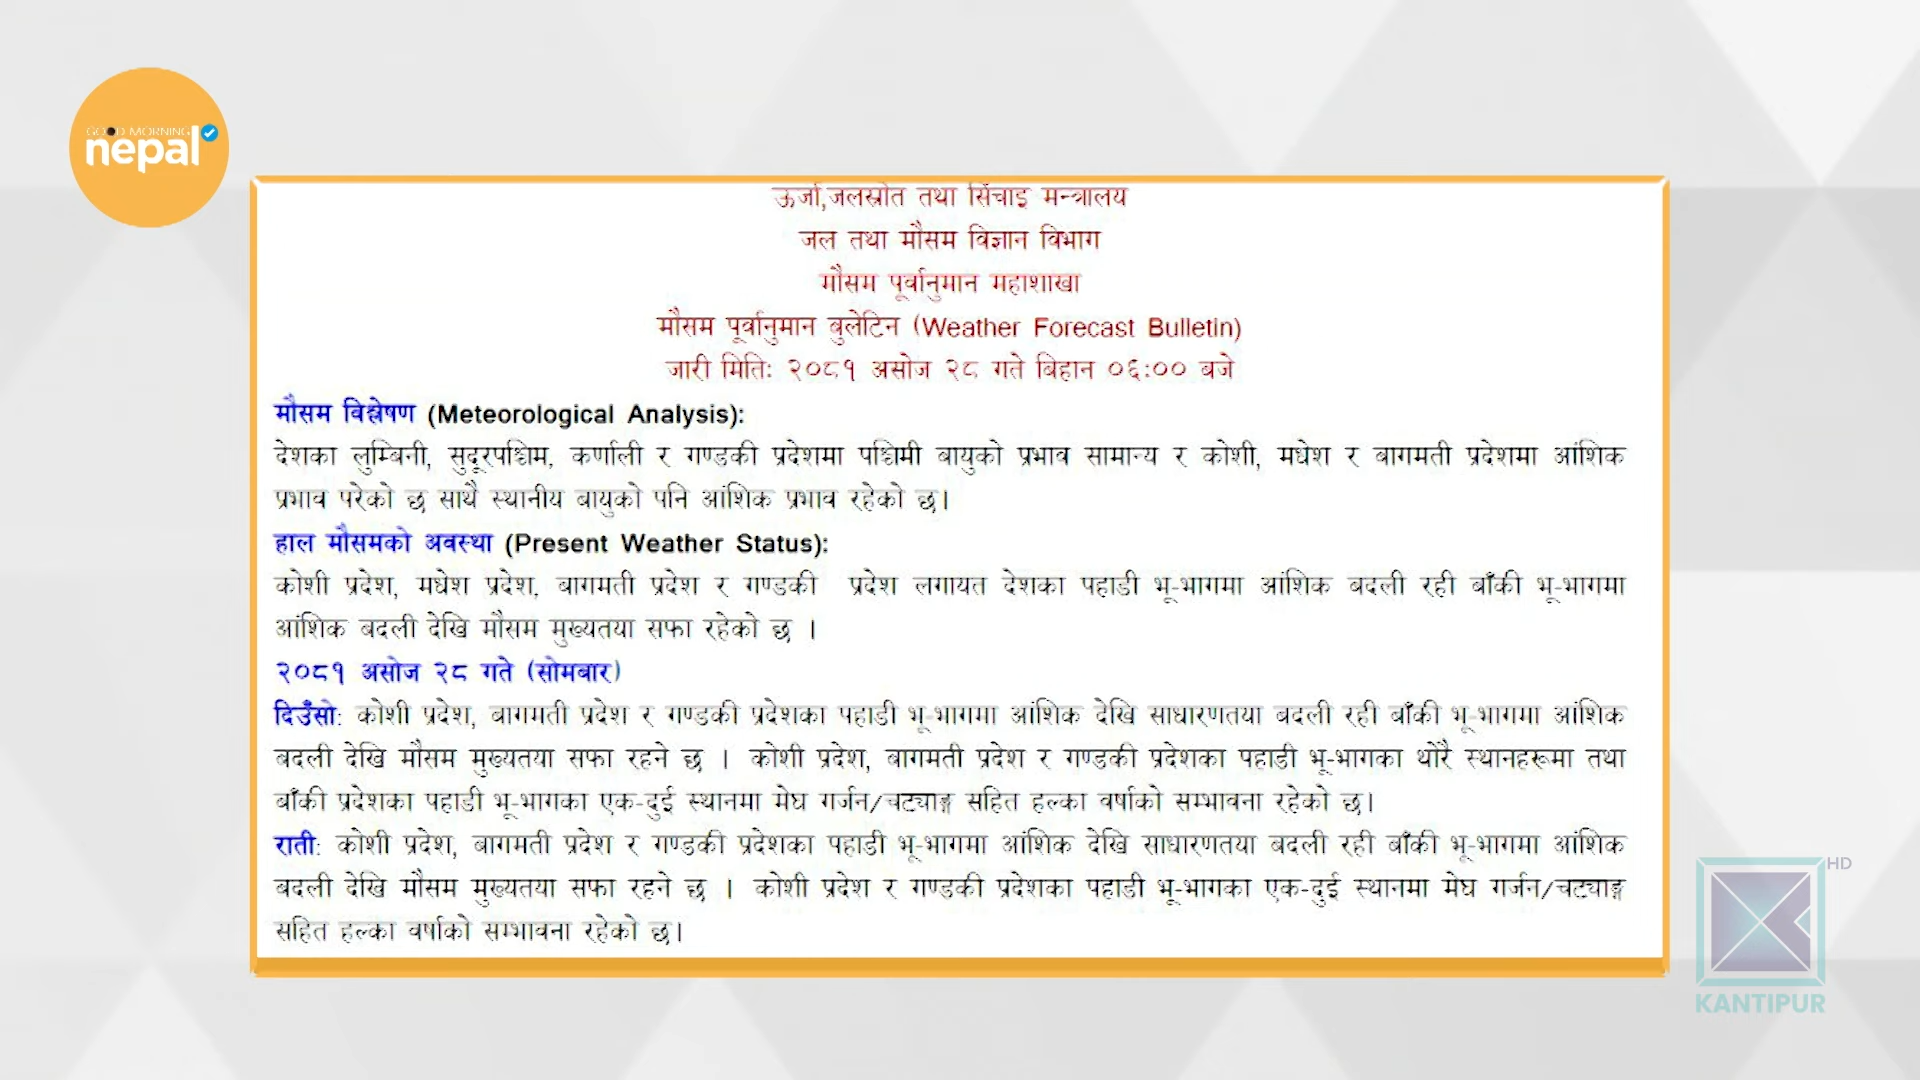 GOOD MORNING
nepal
ऊर्जा,जलस्रोत तथा सिंचाइ मन्त्रालय
जल तथा मौसम विज्ञान विभाग
मौसम पूर्वानुमान महाशाखा
मौसम पूर्वानुमान बुलेटिन (Weather Forecast Bulletin)
जारी मिति: २०८१ असोज २८ गते बिहान ०६:०० बजे
मौसम विश्लेषण (Meteorological Analysis):
देशका लुम्बिनी, सुदूरपश्चिम, कर्णाली र गण्डकी प्रदेशमा पश्चिमी बायुको प्रभाव सामान्य र कोशी, मधेश र बागमती प्रदेशमा आंशिक
प्रभाव परेको छ साथै स्थानीय बायुको पनि आंशिक प्रभाव रहेको छ।
हाल मौसमको अवस्था (Present Weather Status):
कोशी प्रदेश, मधेश प्रदेश, बागमती प्रदेश र गण्डकी प्रदेश लगायत देशका पहाडी भू-भागमा आंशिक बदली रही बाँकी भू-भागमा
आंशिक बदली देखि मौसम मुख्यतया सफा रहेको छ ।
२०८१ असोज २८ गते (सोमबार)
दिउँसो: कोशी प्रदेश, बागमती प्रदेश र गण्डकी प्रदेशका पहाडी भू-भागमा आंशिक देखि साधारणतया बदली रही बाँकी भू-भागमा आंशिक
बदली देखि मौसम मुख्यतया सफा रहने छ । कोशी प्रदेश, बागमती प्रदेश र गण्डकी प्रदेशका पहाडी भू-भागका थोरै स्थानहरूमा तथा
बाँकी प्रदेशका पहाडी भू-भागका एक-दुई स्थानमा मेघ गर्जन/चट्याङ्ग सहित हल्का वर्षाको सम्भावना रहेको छ।
राती: कोशी प्रदेश, बागमती प्रदेश र गण्डकी प्रदेशका पहाडी भू-भागमा आंशिक देखि साधारणतया बदली रही बाँकी भू-भागमा आंशिक
बदली देखि मौसम मुख्यतया सफा रहने छ । कोशी प्रदेश र गण्डकी प्रदेशका पहाडी भू-भागका एक-दुई स्थानमा मेघ गर्जन/चट्याङ्ग
सहित हल्का वर्षाको सम्भावना रहेको छ।
HD
KANTIPUR